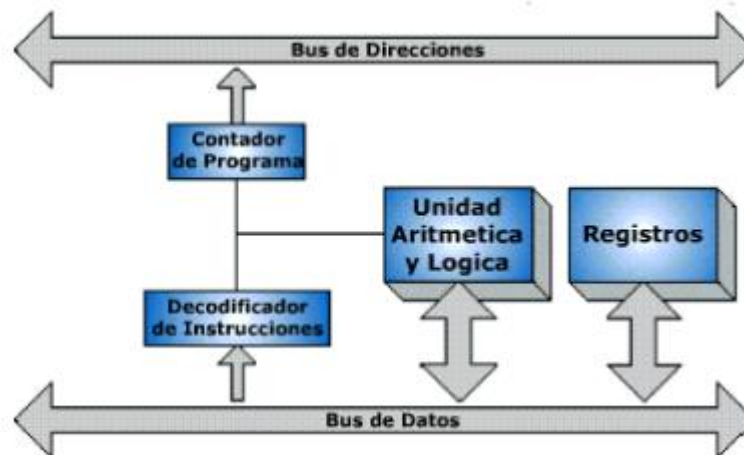 Bus de Direcciones
Contador
de Programa
Unidad
Aritmetica
y Logica
Registros
Decodificador
de Instrucciones
Bus de Datos